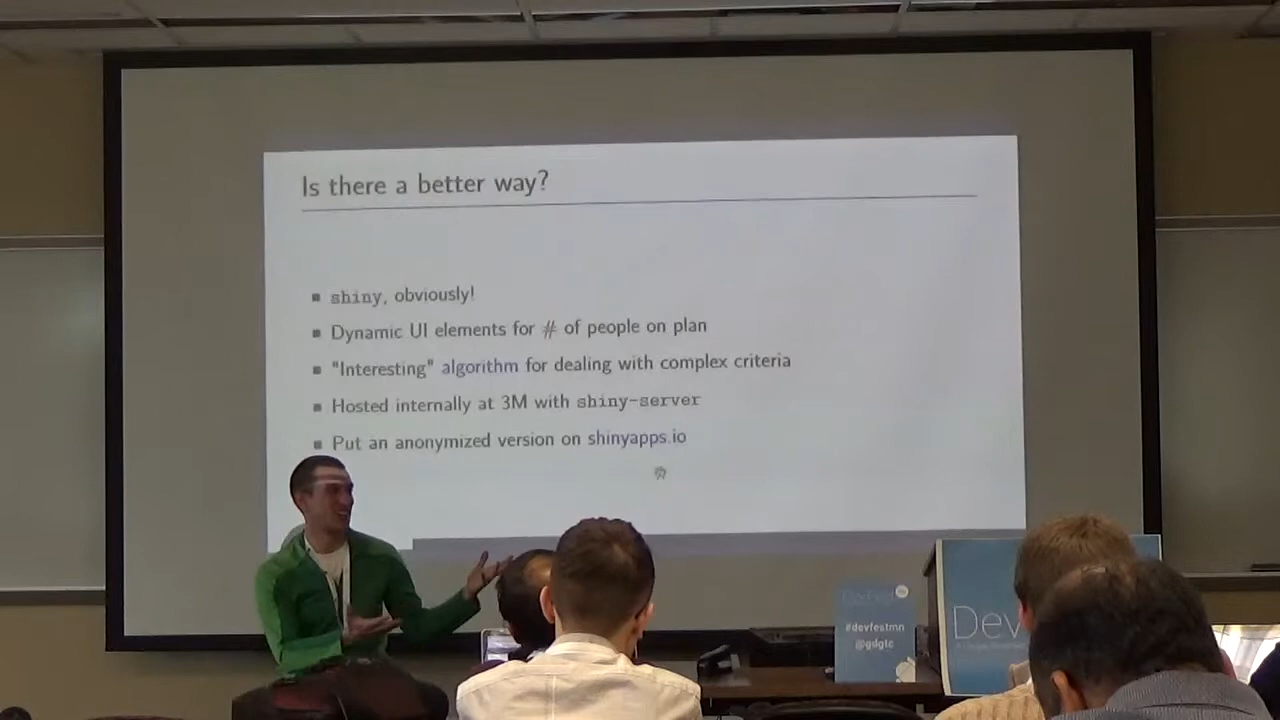 Is there a better way?
shiny, obviously!
Dynamic UI elements for # of people on plan
"Interesting" algorithm for dealing with complex criteria
Hosted internally at 3M with shiny-server
Put an anonymized version on shinyapps.io
DevFest
#devfestmn
@gdgtc
Dev